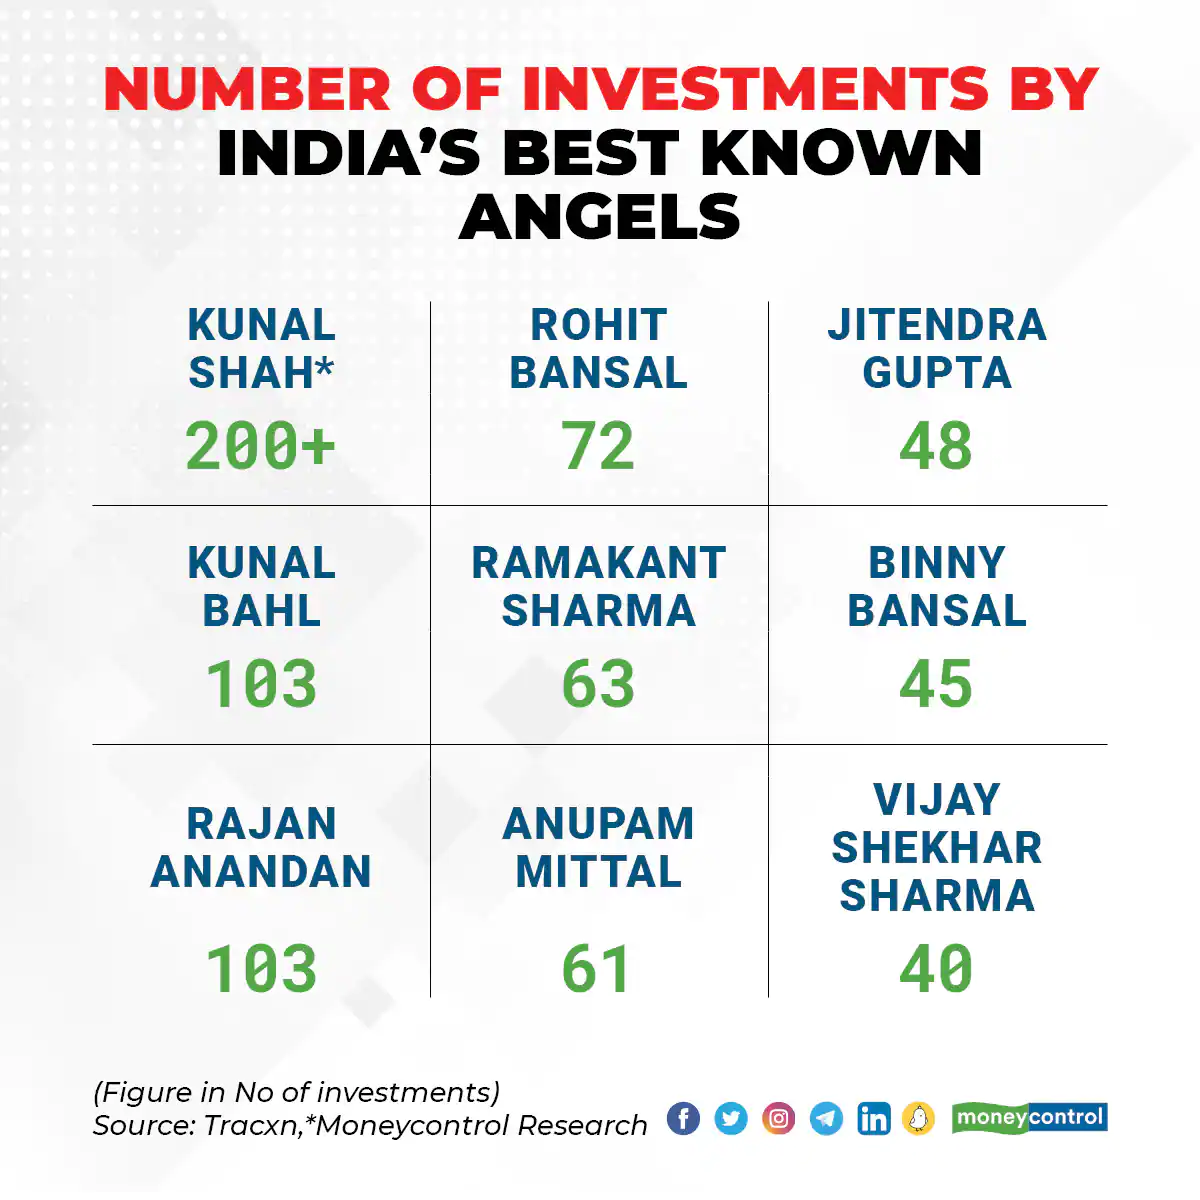 NUMBER OF INVESTMENTS BY
INDIA'S BEST KNOWN
ANGELS
KUNAL
SHAH*
200+
ROHIT
BANSAL
72
JITENDRA
GUPTA
48
KUNAL
BAHL
103
RAMAKANT
SHARMA
63
BINNY
BANSAL
45
RAJAN
ANANDAN
103
ANUPAM
MITTAL
61
VIJAY
SHEKHAR
SHARMA
40
(Figure in No of investments)
Source: Tracxn,*Moneycontrol Research
moneycontrol